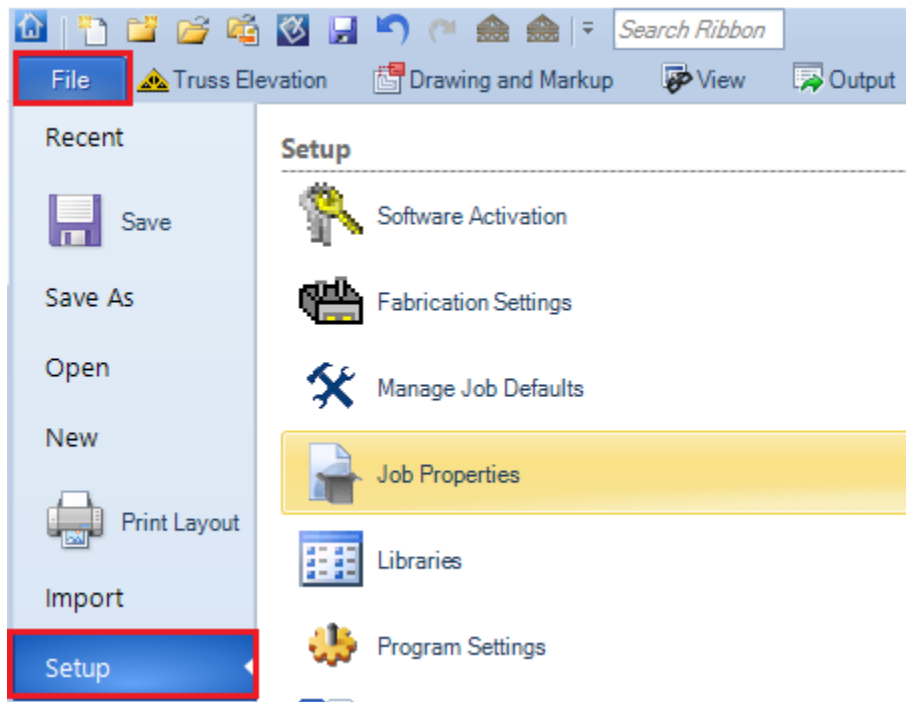 Search Ribbon
File Truss Elevation Drawing and Markup View Output
Recent
Save
Save As
Open
New
Print Layout
Import
Setup
Setup
Software Activation
Fabrication Settings
Manage Job Defaults
Job Properties
Libraries
Program Settings